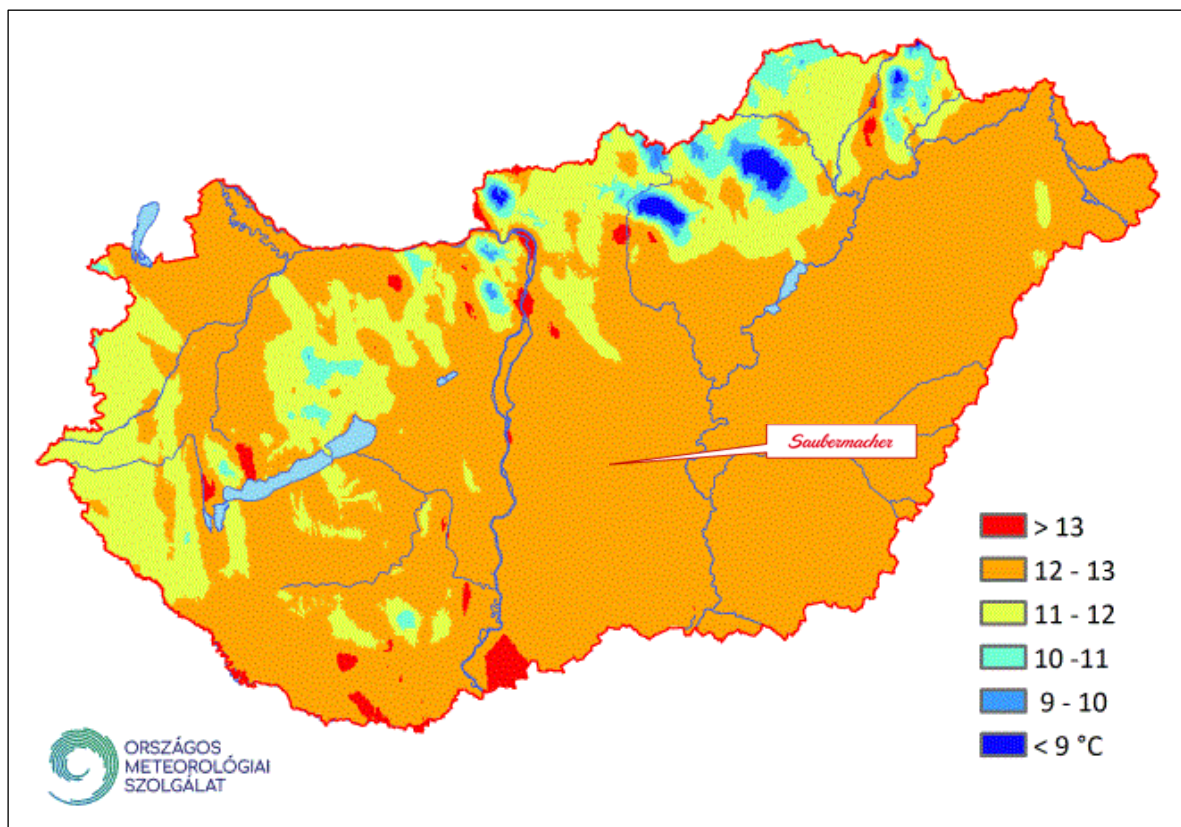 Saubermacher
> 13
12 - 13
11 - 12
10 -11
9 - 10
< 9 °C
ORSZÁGOS
METEOROLÓGIAI
SZOLGÁLAT